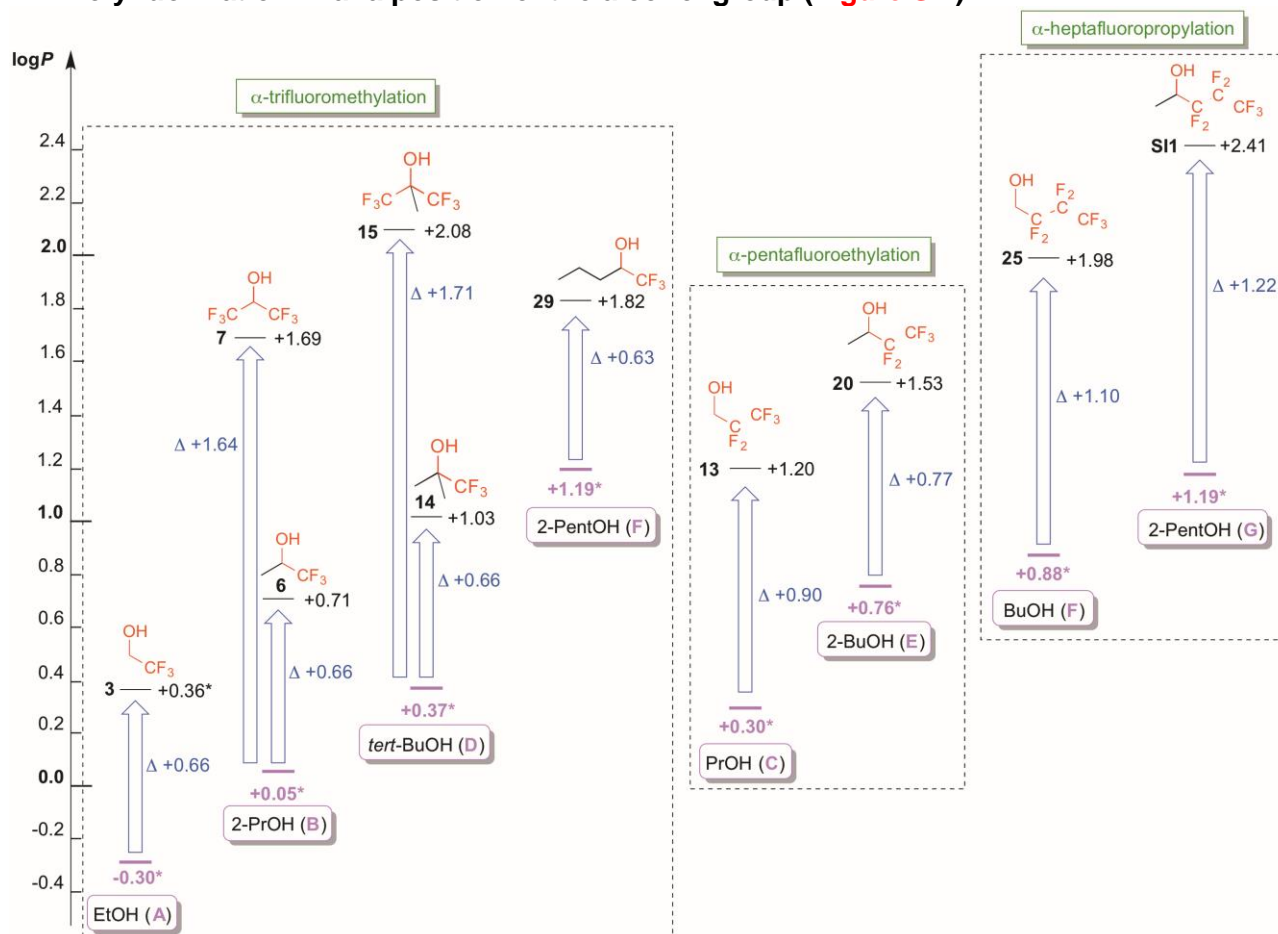 and position of the alcohol group
logP
α-trifluoromethylation
α-pentafluoroethylation
α-heptafluoropropylation
2.4
2.2
2.0
1.8
1.6
1.4
1.2
1.0
0.8
0.6
0.4
0.2
0.0
-0.2
-0.4
OH
CF3
3
+0.36*
Δ +0.66
-0.30*
EtOH (A)
OH
F3C CF3
7
+1.69
Δ +1.64
OH
CF3
6
+0.71
Δ +0.66
+0.05*
2-PrOH (B)
OH
F3C CF3
15
+2.08
Δ +1.71
OH
CF3
14
+1.03
Δ +0.66
+0.37*
tert-BuOH (D)
OH
CF3
29
+1.82
Δ +0.63
+1.19*
2-PentOH (F)
OH
CF3
C
F2
13
+1.20
Δ +0.90
+0.30*
PrOH (C)
OH
CF3
C
F2
20
+1.53
Δ +0.77
+0.76*
2-BuOH (E)
OH
F2
C
C CF3
F2
25
+1.98
Δ +1.10
+0.88*
BuOH (F)
OH
F2
C
C CF3
F2
SI1
+2.41
Δ +1.22
+1.19*
2-PentOH (G)